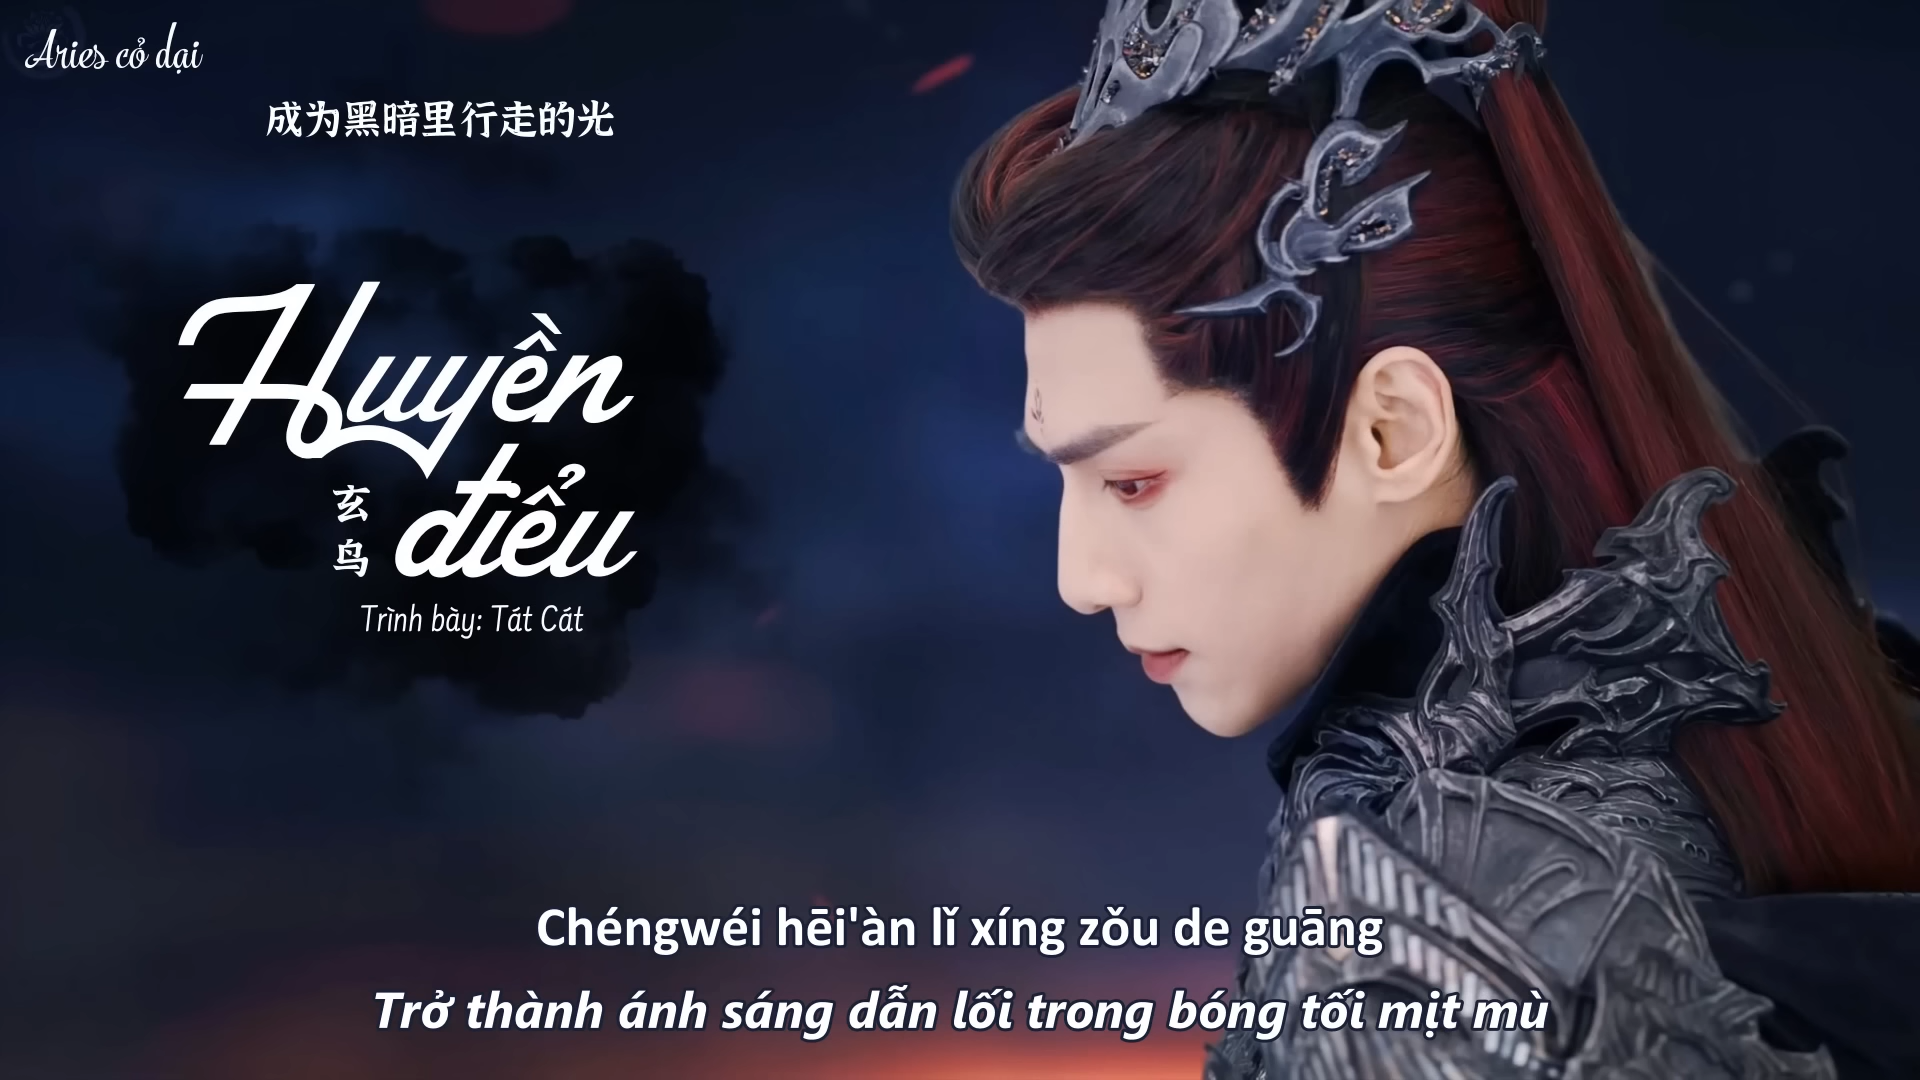 Aries cỏ dại
成为黑暗里行走的光
Huyền
điểu
玄鸟
Trình bày: Tát Cát
Chéngwéi hēi'àn lǐ xíng zǒu de guāng
Trở thành ánh sáng dẫn lối trong bóng tối mịt mù